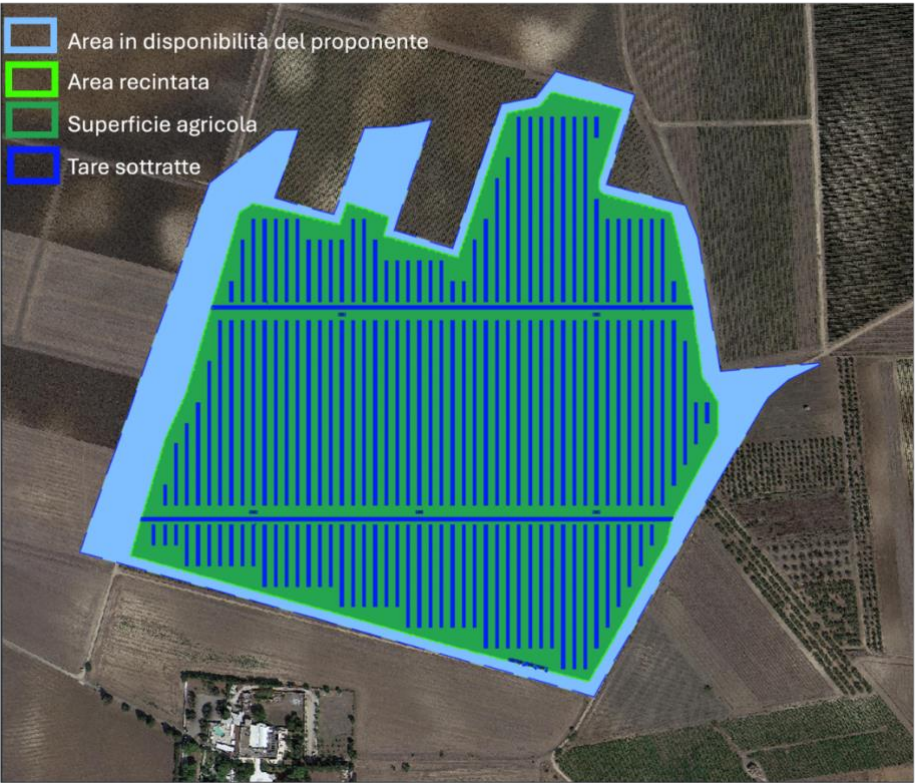 Area in disponibilità del proponente
Area recintata
Superficie agricola
Tare sottratte